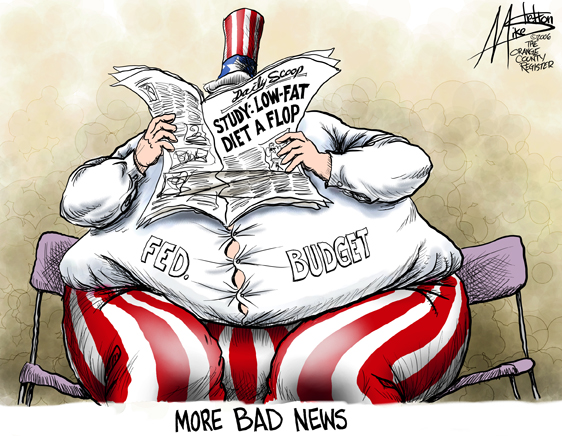 Mike Shelton
©2006
THE
ORANGE
COUNTY
REGISTER
Daily Scoop
STUDY: LOW-FAT
DIET A FLOP
FED.
BUDGET
MORE BAD NEWS